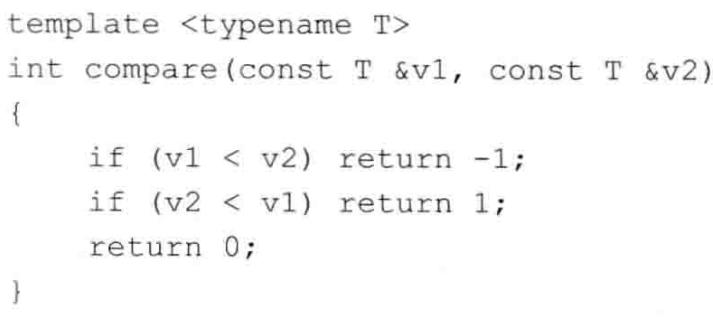 template <typename T>
int compare(const T &v1, const T &v2)
{
    if (v1 < v2) return -1;
    if (v2 < v1) return 1;
    return 0;
}